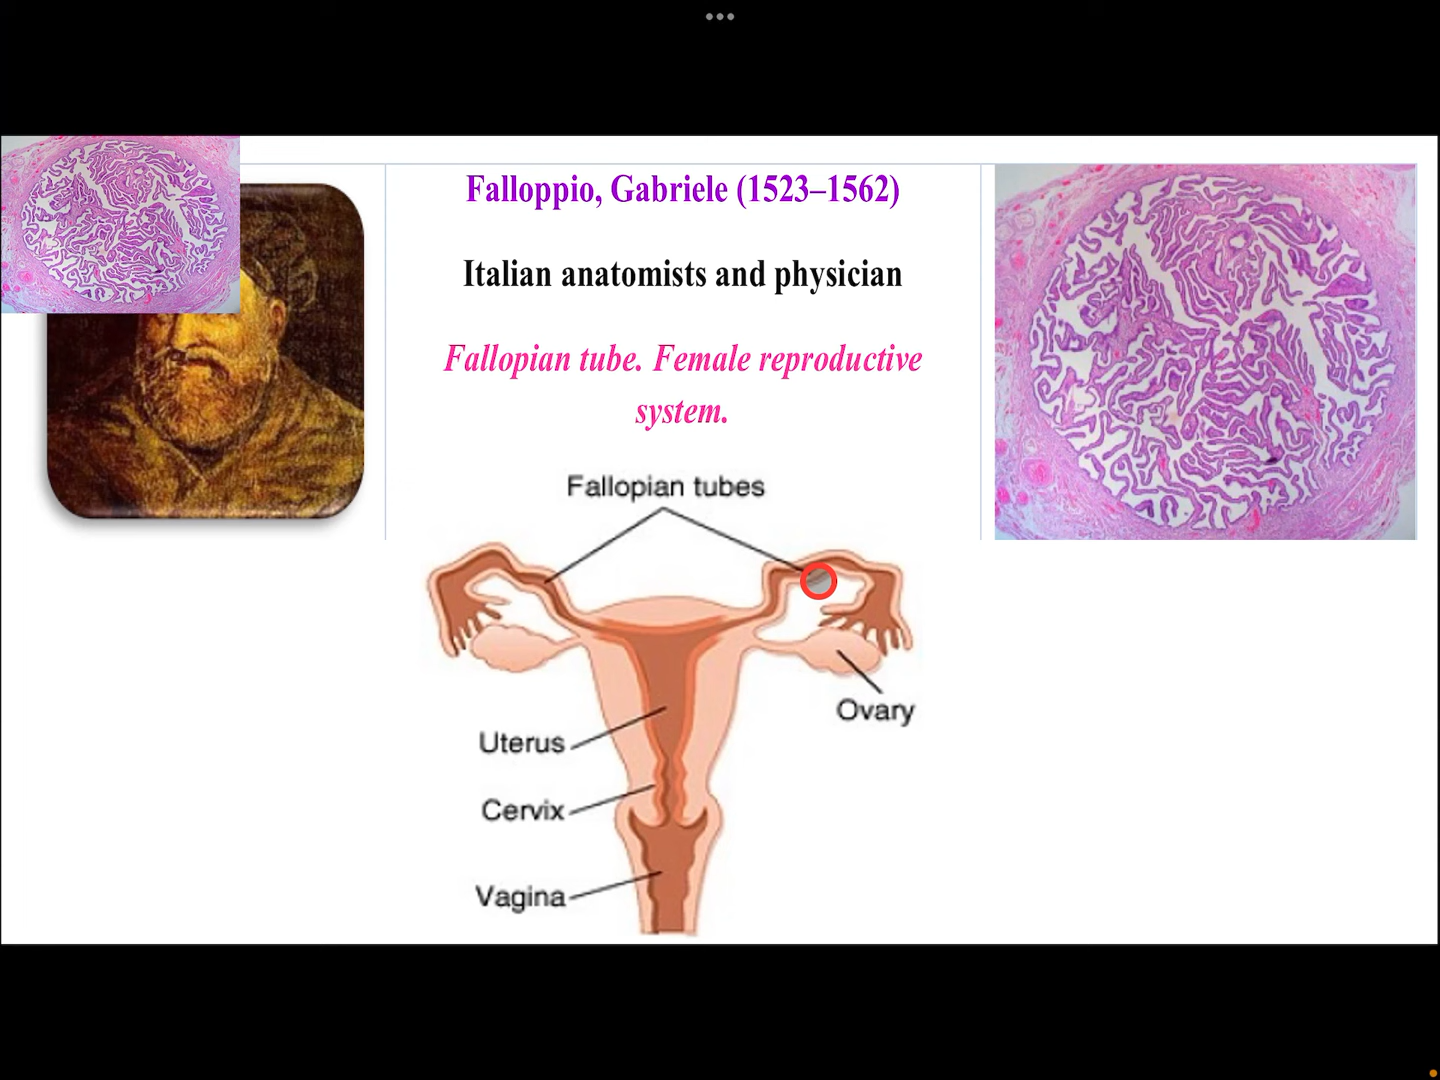 Falloppio, Gabriele (1523–1562)
Italian anatomists and physician
Fallopian tube. Female reproductive
system.
Fallopian tubes
Ovary
Uterus
Cervix
Vagina